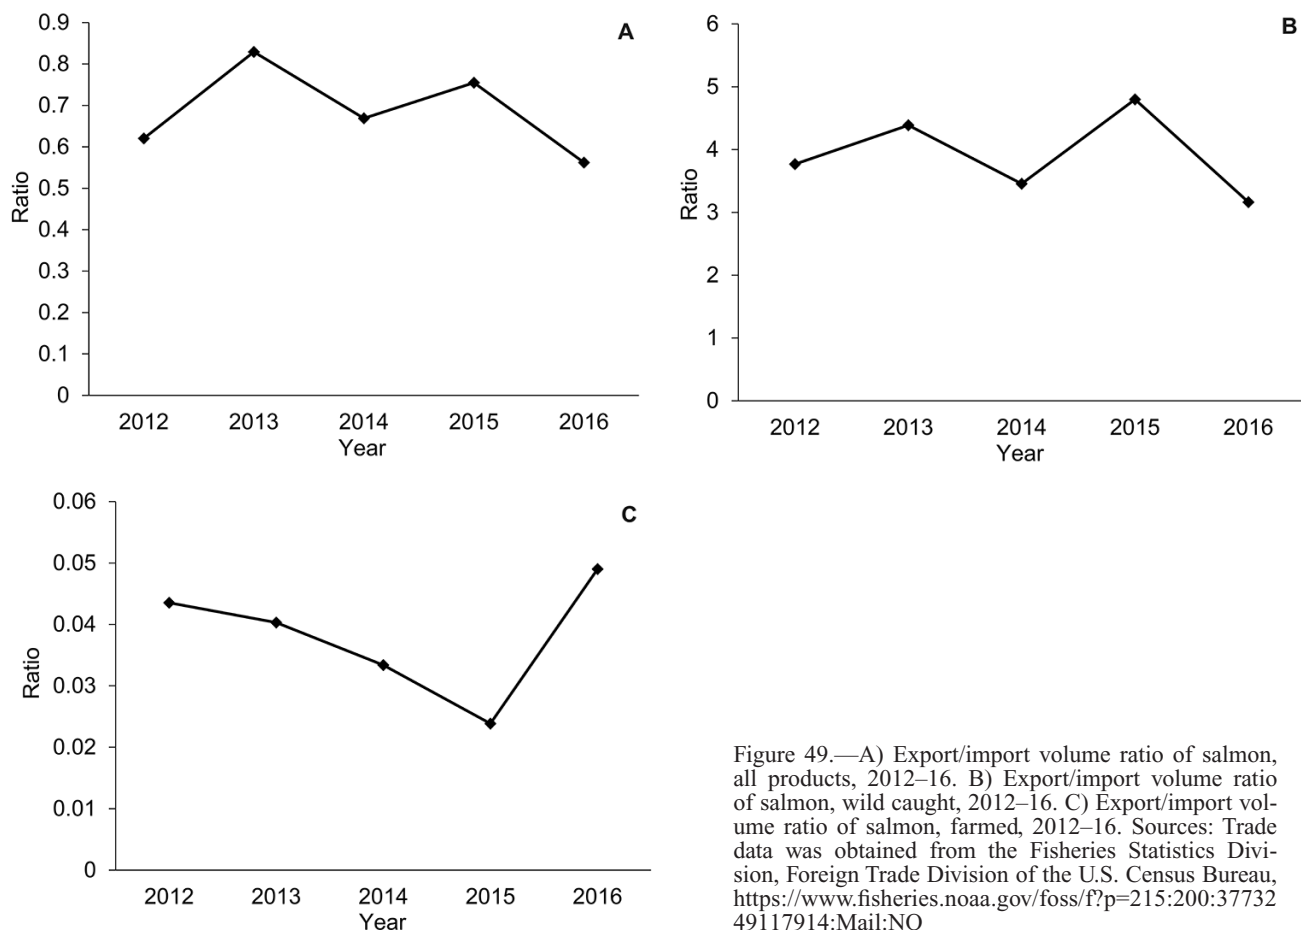 A
0.9
0.8
0.7
0.6
0.5
0.4
0.3
0.2
0.1
0
Ratio
2012 2013 2014 2015 2016
Year
B
6
5
4
3
2
1
0
Ratio
2012 2013 2014 2015 2016
Year
C
0.06
0.05
0.04
0.03
0.02
0.01
0
Ratio
2012 2013 2014 2015 2016
Year
Figure 49.—A) Export/import volume ratio of salmon,
all products, 2012–16. B) Export/import volume ratio
of salmon, wild caught, 2012–16. C) Export/import vol-
ume ratio of salmon, farmed, 2012–16. Sources: Trade
data was obtained from the Fisheries Statistics Divi-
sion, Foreign Trade Division of the U.S. Census Bureau,
https://www.fisheries.noaa.gov/foss/f?p=215:200:37732
49117914:Mail:NO